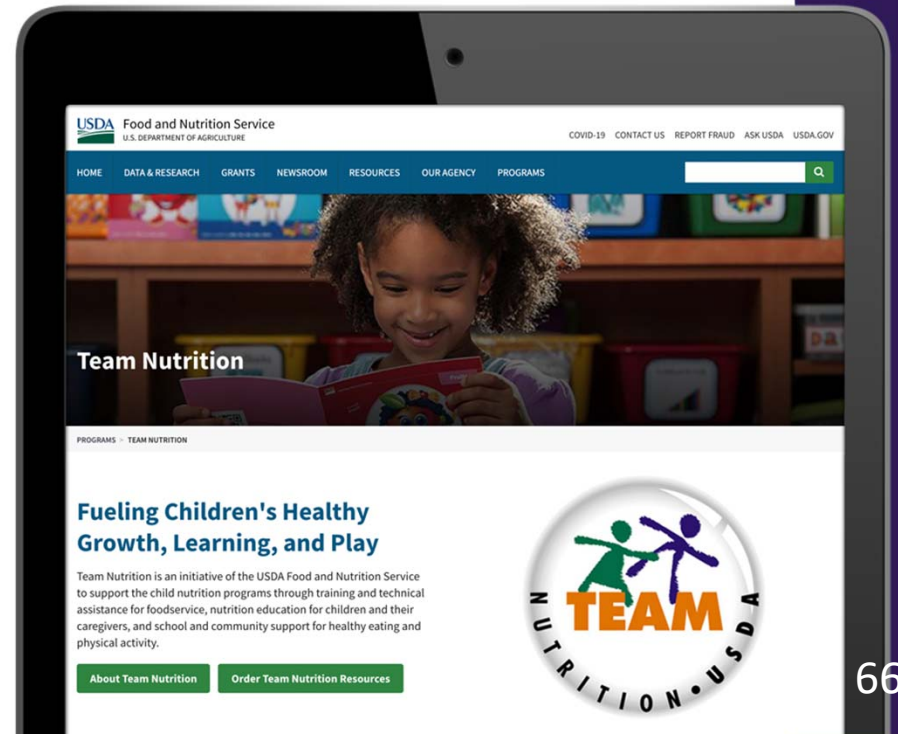 USDA Food and Nutrition Service
U.S. DEPARTMENT OF AGRICULTURE
COVID-19 CONTACT US REPORT FRAUD ASK USDA USDA.GOV
HOME DATA & RESEARCH GRANTS NEWSROOM RESOURCES OUR AGENCY PROGRAMS
Team Nutrition
PROGRAMS > TEAM NUTRITION
Fueling Children's Healthy
Growth, Learning, and Play
Team Nutrition is an initiative of the USDA Food and Nutrition Service
to support the child nutrition programs through training and technical
assistance for foodservice, nutrition education for children and their
caregivers, and school and community support for healthy eating and
physical activity.
About Team Nutrition Order Team Nutrition Resources
TEAM
NUTRITION • USDA
66